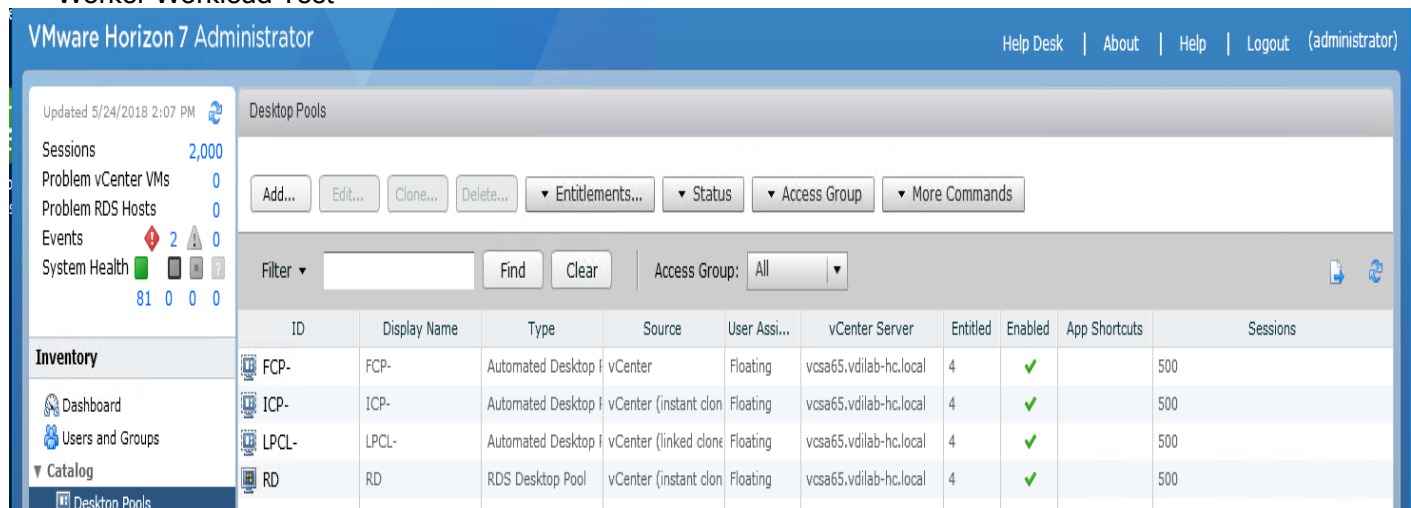 Worker Workload Test
VMware Horizon 7 Administrator
Help Desk | About | Help | Logout (administrator)
Updated 5/24/2018 2:07 PM
Sessions 2,000
Problem vCenter VMs 0
Problem RDS Hosts 0
Events 2 0
System Health
81 0 0 0
Inventory
Dashboard
Users and Groups
Catalog
Desktop Pools
Desktop Pools
Add... Edit... Clone... Delete... Entitlements... Status Access Group More Commands
Filter Find Clear Access Group: All
ID Display Name Type Source User Assi... vCenter Server Entitled Enabled App Shortcuts Sessions
FCP- FCP- Automated Desktop vCenter Floating vcsa65.vdilab-hc.local 4 500
ICP- ICP- Automated Desktop vCenter (instant clon Floating vcsa65.vdilab-hc.local 4 500
LPCL- LPCL- Automated Desktop vCenter (linked clone Floating vcsa65.vdilab-hc.local 4 500
RD RD RDS Desktop Pool vCenter (instant clon Floating vcsa65.vdilab-hc.local 4 500